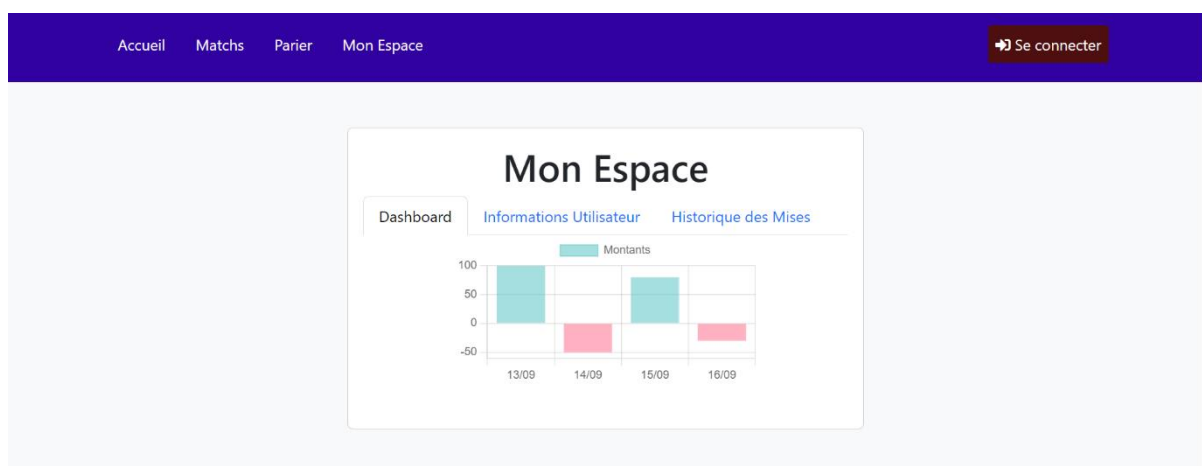 Accueil Matchs Parier Mon Espace Se connecter
Mon Espace
Dashboard Informations Utilisateur Historique des Mises
Montants
100
50
0
-50
13/09 14/09 15/09 16/09